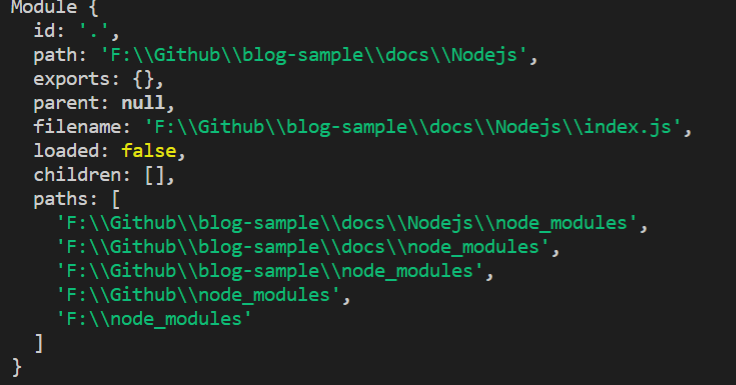 Module {
  id: '.',
  path: 'F:\\Github\\blog-sample\\docs\\Nodejs',
  exports: {},
  parent: null,
  filename: 'F:\\Github\\blog-sample\\docs\\Nodejs\\index.js',
  loaded: false,
  children: [],
  paths: [
    'F:\\Github\\blog-sample\\docs\\Nodejs\\node_modules',
    'F:\\Github\\blog-sample\\docs\\node_modules',
    'F:\\Github\\blog-sample\\node_modules',
    'F:\\Github\\node_modules',
    'F:\\node_modules'
  ]
}